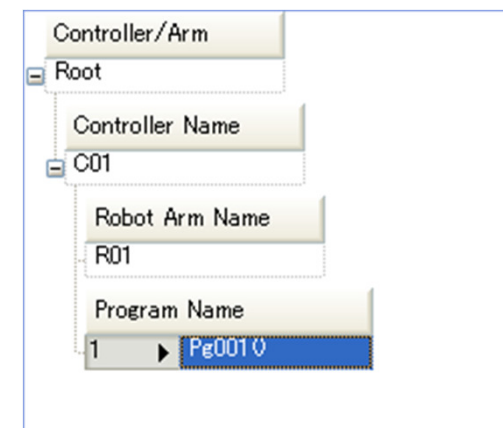 Controller/Arm
Root
Controller Name
C01
Robot Arm Name
R01
Program Name
1 Pg001()